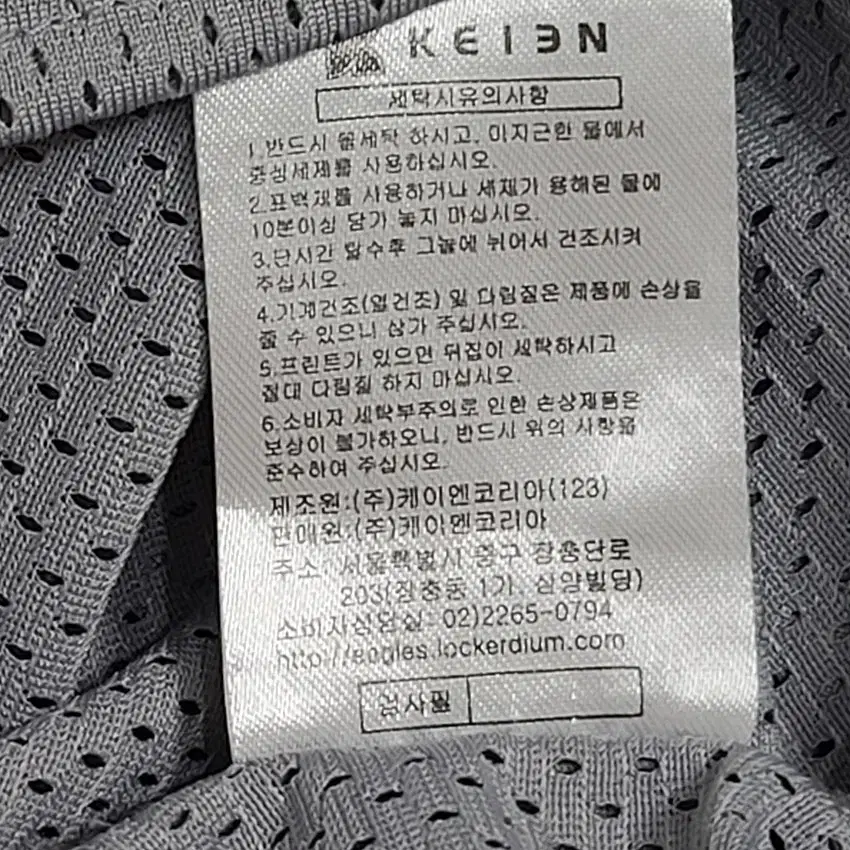 KEIEN
세탁시유의사항
1.반드시 물세탁 하시고, 미지근한 물에서
중성세제를 사용하십시오.
2.표백제를 사용하거나 세제가 용해된 물에
10분이상 담가 놓지 마십시오.
3.단시간 탈수후 그늘에 뉘어서 건조시켜
주십시오.
4.기계건조(열건조) 및 다림질은 제품에 손상을
줄 수 있으니 삼가 주십시오.
5.프린트가 있으면 뒤집어 세탁하시고
절대 다림질 하지 마십시오.
6.소비자 세탁부주의로 인한 손상제품은
보상이 불가하오니, 반드시 위의 사항을
준수하여 주십시오.
제조원:(주)케이엔코리아(123)
판매원:(주)케이엔코리아
주소: 서울특별시 중구 장충단로
203(장충동 1가, 삼양빌딩)
소비자상담실: 02)2265-0794
http://eagles.lockerdium.com
검사필